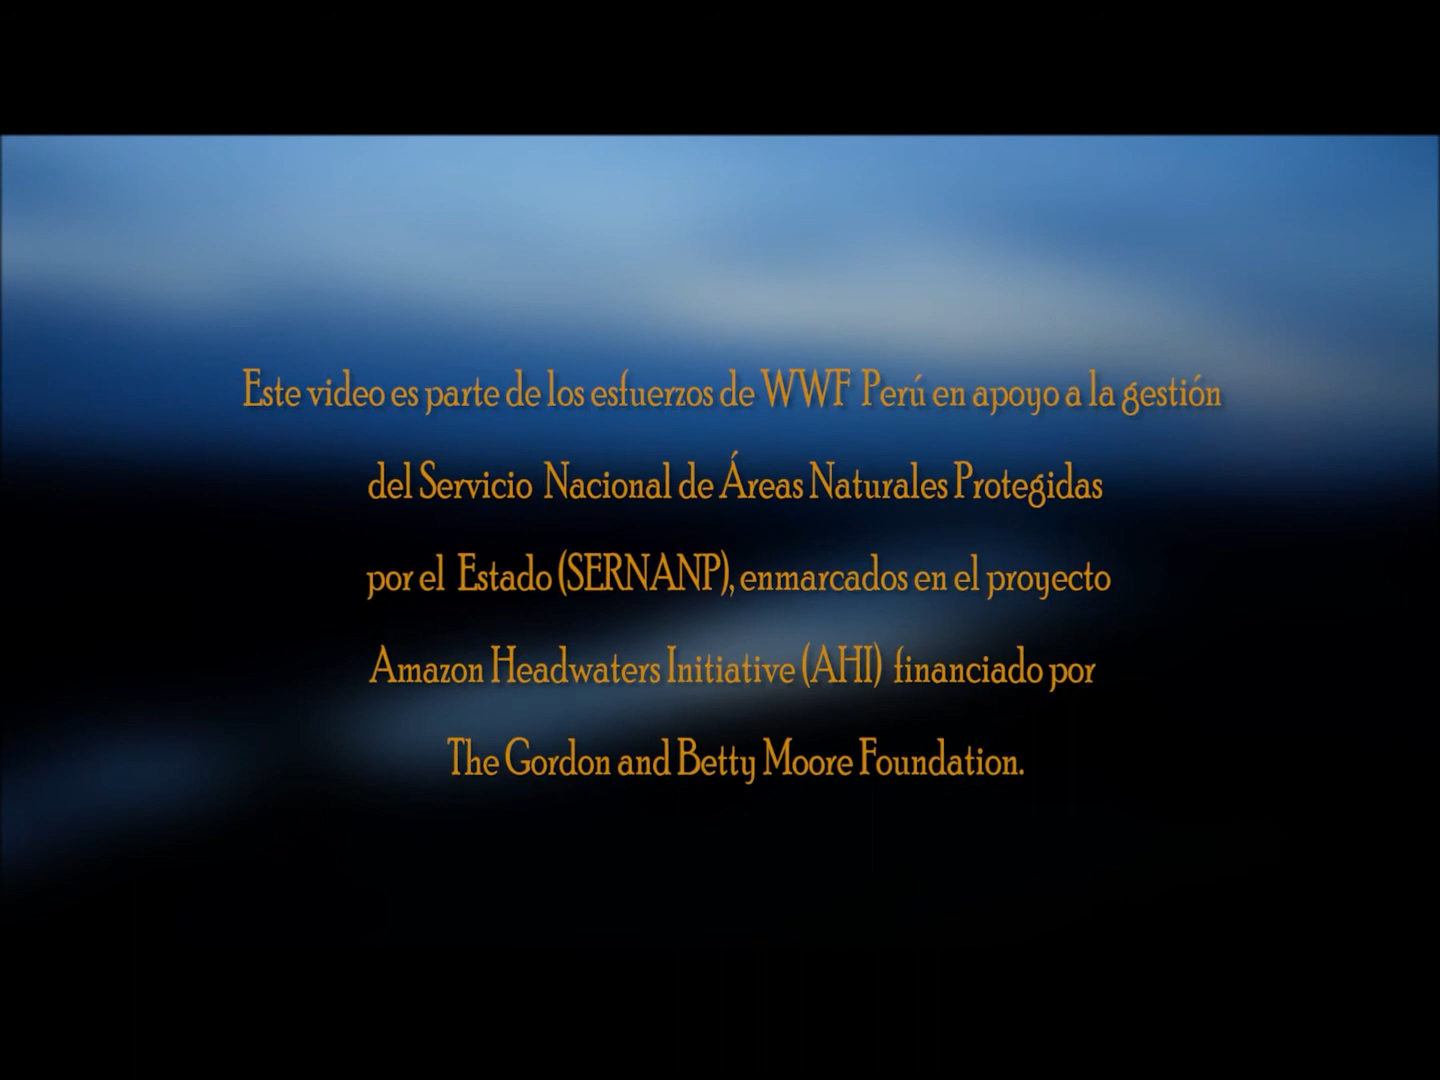 Este video es parte de los esfuerzos de WWF Perú en apoyo a la gestión
del Servicio Nacional de Áreas Naturales Protegidas
por el Estado (SERNANP), enmarcados en el proyecto
Amazon Headwaters Initiative (AHI) financiado por
The Gordon and Betty Moore Foundation.